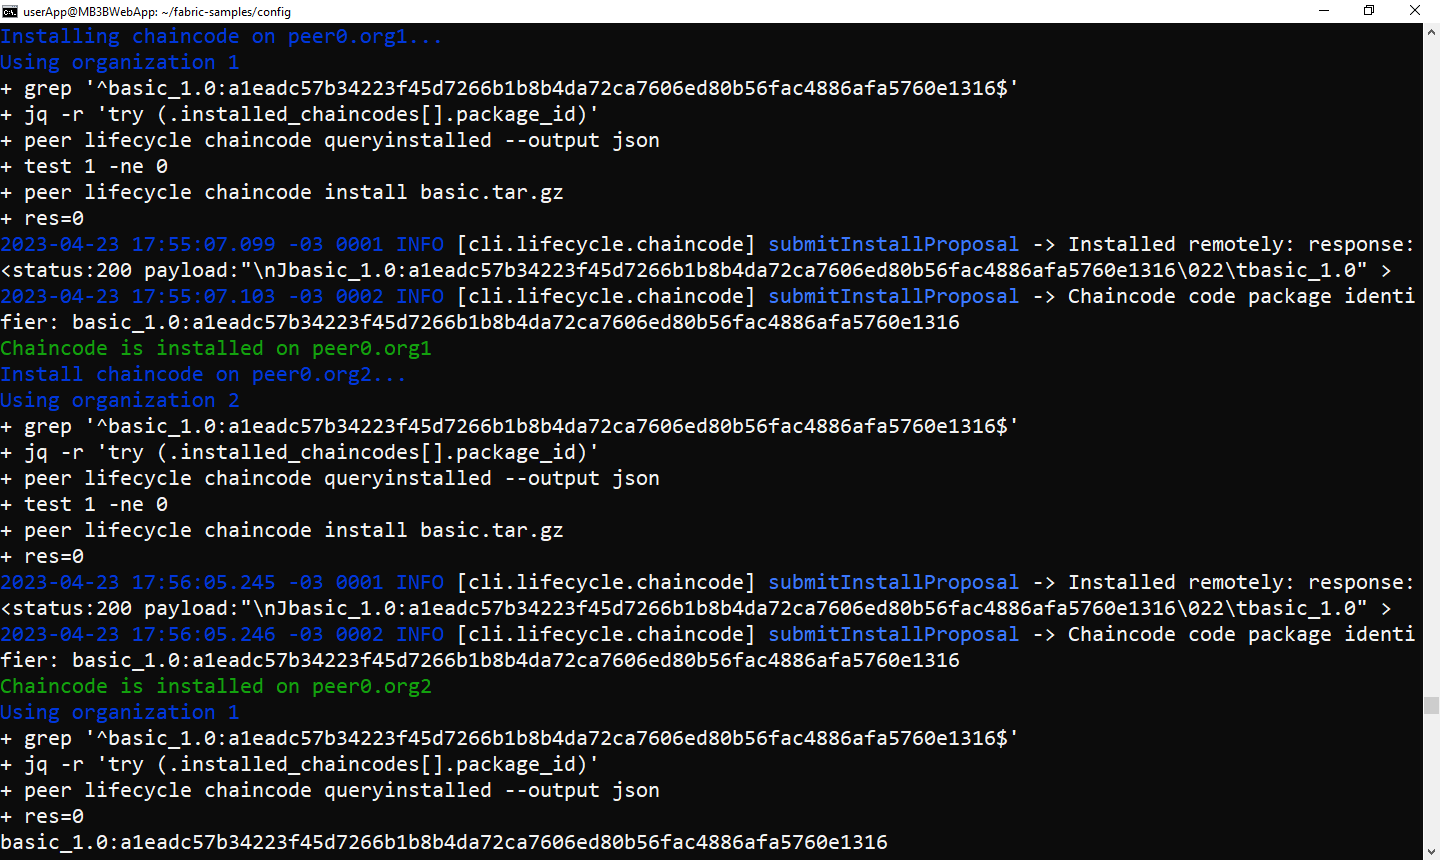 userApp@MB3BWebApp: ~/fabric-samples/config
Installing chaincode on peer0.org1...
Using organization 1
+ grep '^basic_1.0:a1eadc57b34223f45d7266b1b8b4da72ca7606ed80b56fac4886afa5760e1316$'
+ jq -r 'try (.installed_chaincodes[].package_id)'
+ peer lifecycle chaincode queryinstalled --output json
+ test 1 -ne 0
+ peer lifecycle chaincode install basic.tar.gz
+ res=0
2023-04-23 17:55:07.099 -03 0001 INFO [cli.lifecycle.chaincode] submitInstallProposal -> Installed remotely: response:
<status:200 payload:"\nJbasic_1.0:a1eadc57b34223f45d7266b1b8b4da72ca7606ed80b56fac4886afa5760e1316\022\tbasic_1.0" >
2023-04-23 17:55:07.103 -03 0002 INFO [cli.lifecycle.chaincode] submitInstallProposal -> Chaincode code package identi
fier: basic_1.0:a1eadc57b34223f45d7266b1b8b4da72ca7606ed80b56fac4886afa5760e1316
Chaincode is installed on peer0.org1
Install chaincode on peer0.org2...
Using organization 2
+ grep '^basic_1.0:a1eadc57b34223f45d7266b1b8b4da72ca7606ed80b56fac4886afa5760e1316$'
+ jq -r 'try (.installed_chaincodes[].package_id)'
+ peer lifecycle chaincode queryinstalled --output json
+ test 1 -ne 0
+ peer lifecycle chaincode install basic.tar.gz
+ res=0
2023-04-23 17:56:05.245 -03 0001 INFO [cli.lifecycle.chaincode] submitInstallProposal -> Installed remotely: response:
<status:200 payload:"\nJbasic_1.0:a1eadc57b34223f45d7266b1b8b4da72ca7606ed80b56fac4886afa5760e1316\022\tbasic_1.0" >
2023-04-23 17:56:05.246 -03 0002 INFO [cli.lifecycle.chaincode] submitInstallProposal -> Chaincode code package identi
fier: basic_1.0:a1eadc57b34223f45d7266b1b8b4da72ca7606ed80b56fac4886afa5760e1316
Chaincode is installed on peer0.org2
Using organization 1
+ grep '^basic_1.0:a1eadc57b34223f45d7266b1b8b4da72ca7606ed80b56fac4886afa5760e1316$'
+ jq -r 'try (.installed_chaincodes[].package_id)'
+ peer lifecycle chaincode queryinstalled --output json
+ res=0
basic_1.0:a1eadc57b34223f45d7266b1b8b4da72ca7606ed80b56fac4886afa5760e1316